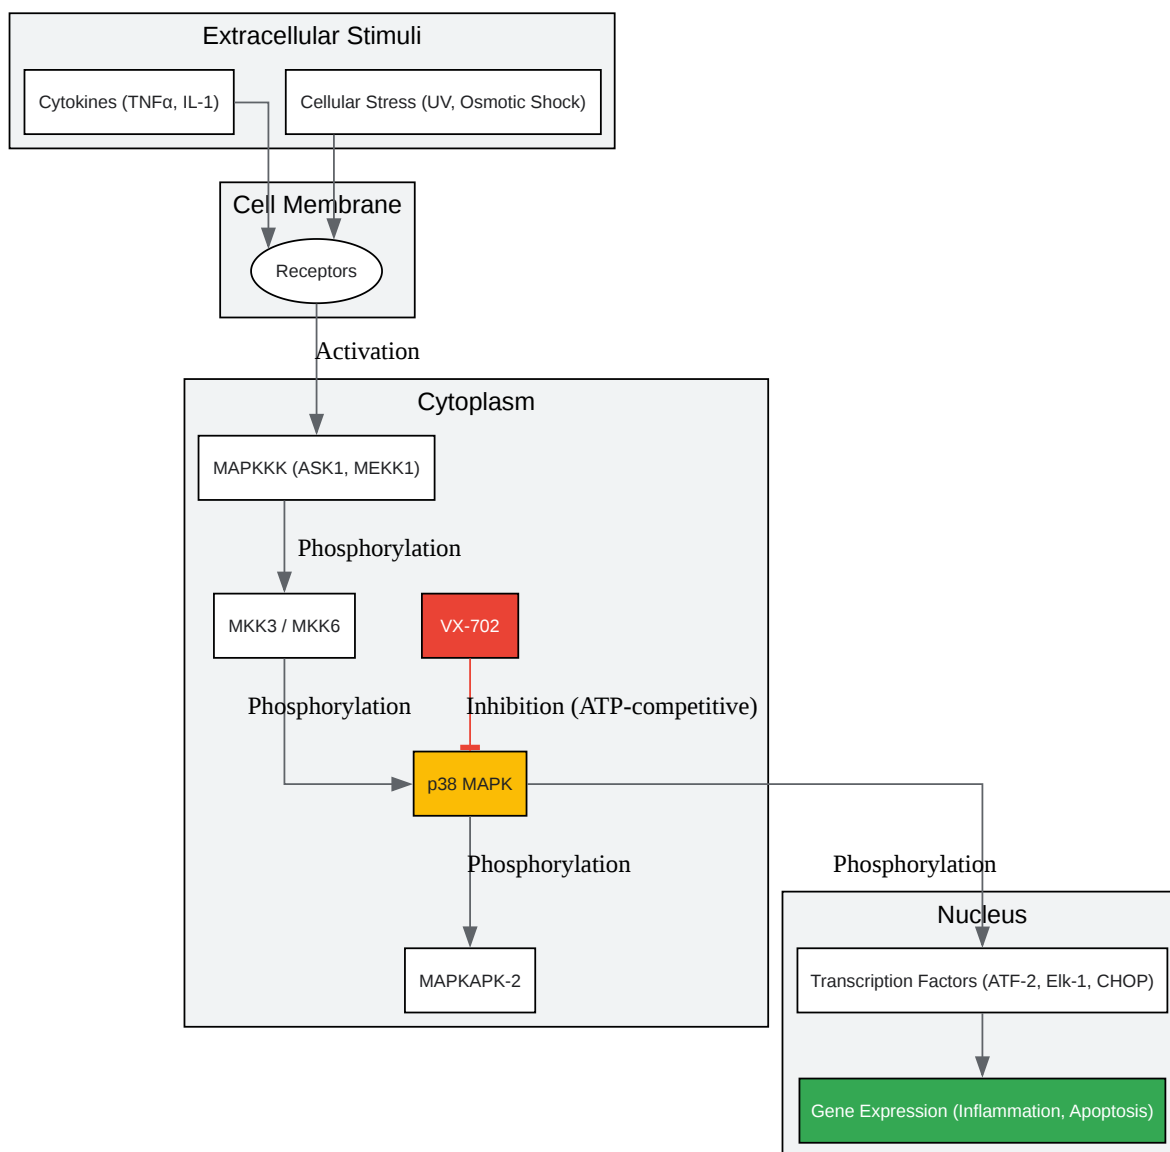 Extracellular Stimuli
Cytokines (TNFα, IL-1)
Cellular Stress (UV, Osmotic Shock)
Cell Membrane
Receptors
Activation
Cytoplasm
MAPKKK (ASK1, MEKK1)
Phosphorylation
MKK3 / MKK6
VX-702
Phosphorylation
Inhibition (ATP-competitive)
p38 MAPK
Phosphorylation
Phosphorylation
MAPKAPK-2
Nucleus
Transcription Factors (ATF-2, Elk-1, CHOP)
Gene Expression (Inflammation, Apoptosis)